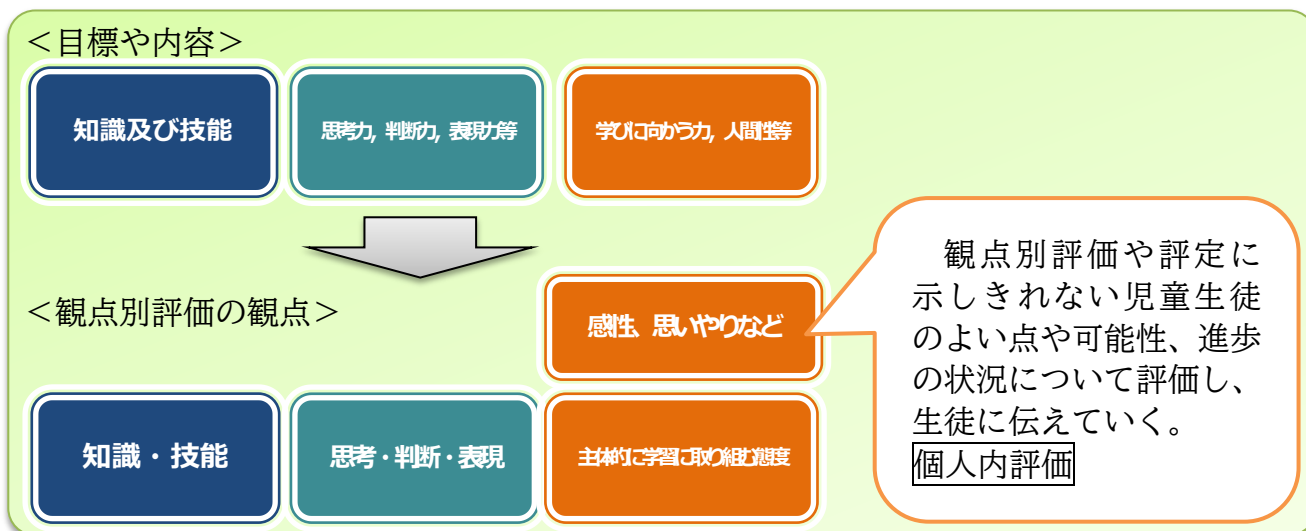 ＜目標や内容＞
知識及び技能
思考力, 判断力, 表現力等
学びに向かう力, 人間性等
＜観点別評価の観点＞
感性、思いやりなど
知識・技能
思考・判断・表現
主体的に学習に取り組む態度
観点別評価や評定に
示しきれない児童生徒
のよい点や可能性、進歩
の状況について評価し、
生徒に伝えていく。
個人内評価